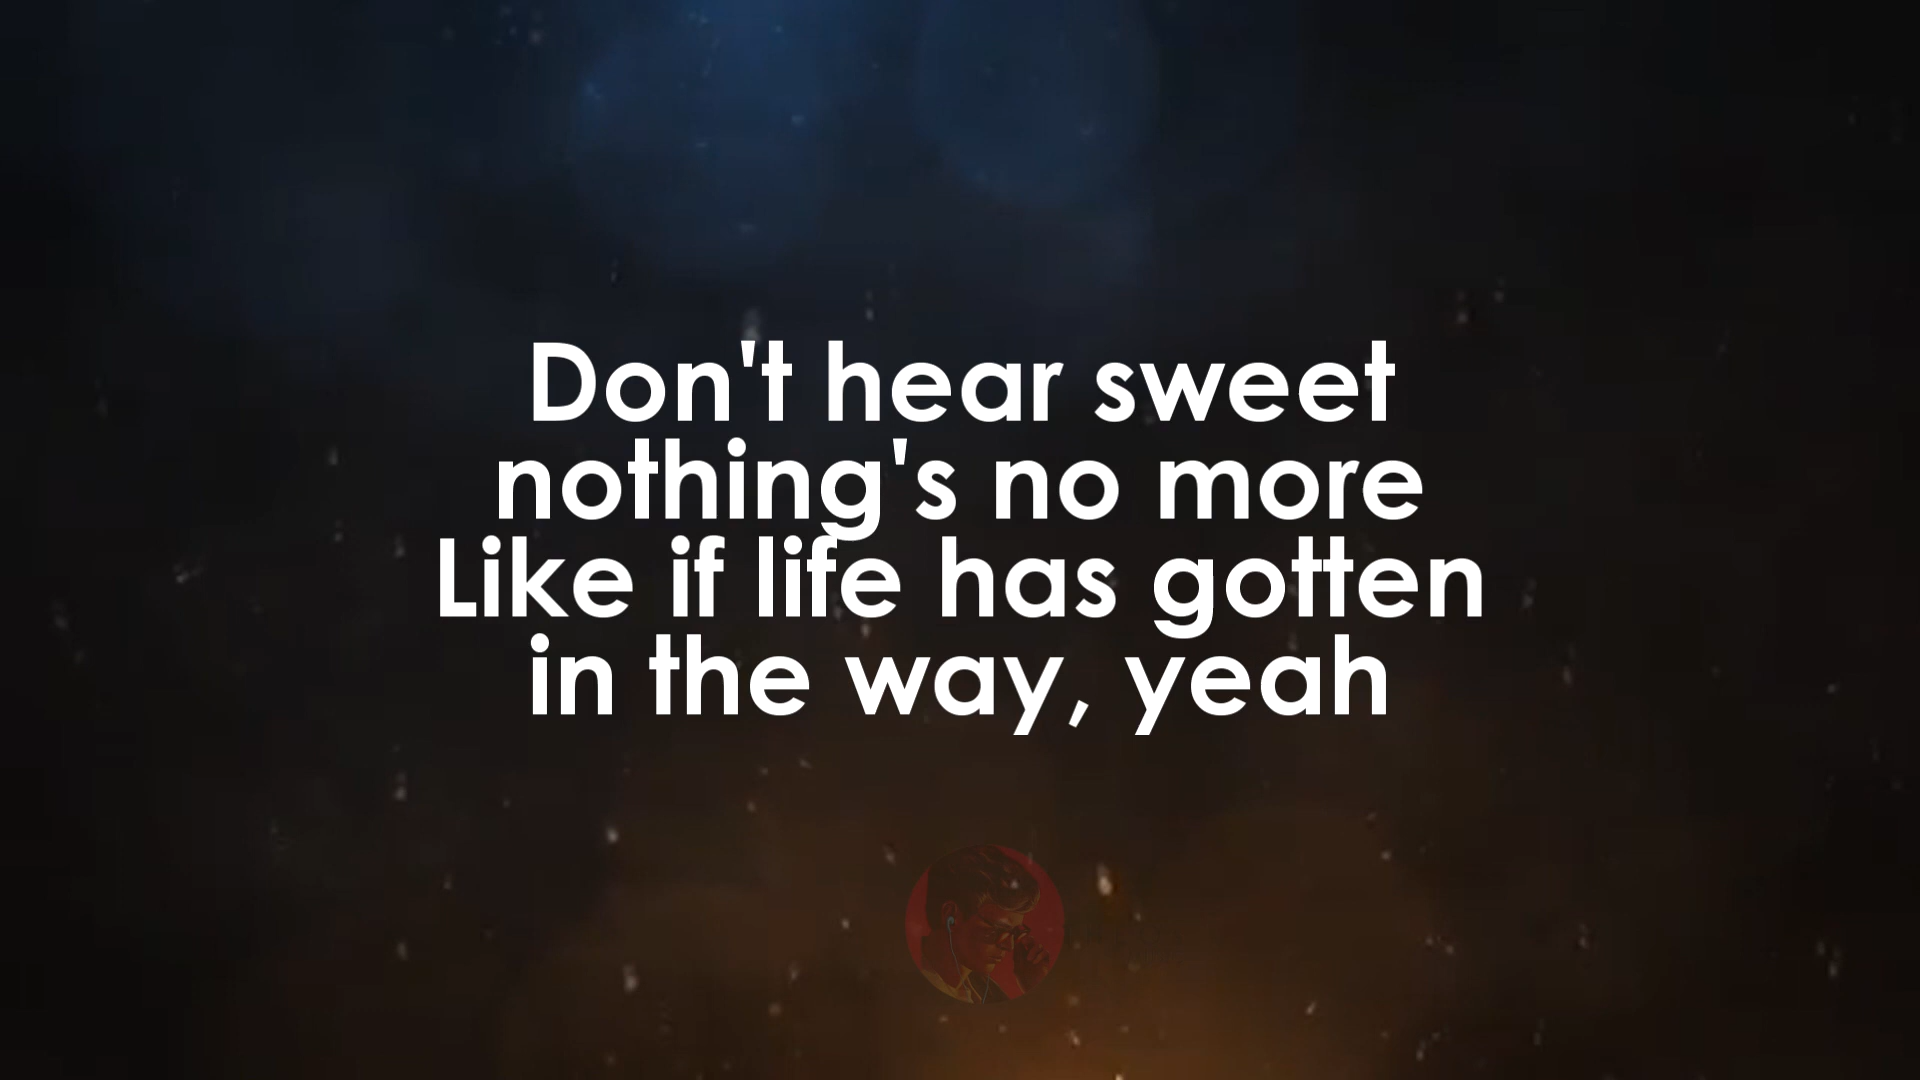 Don't hear sweet
nothing's no more
Like if life has gotten
in the way, yeah